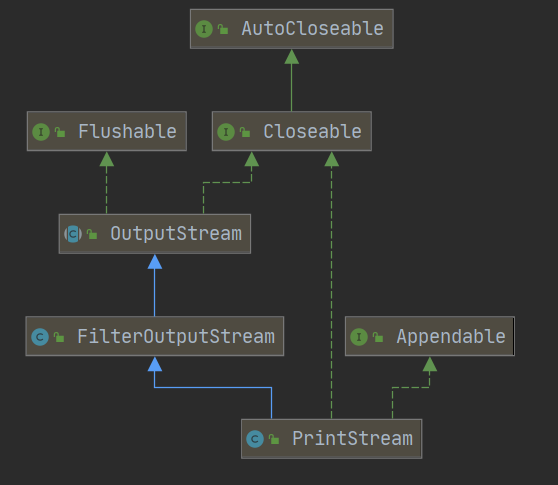 I AutoCloseable
I Flushable
I Closeable
C OutputStream
C FilterOutputStream
I Appendable
C PrintStream